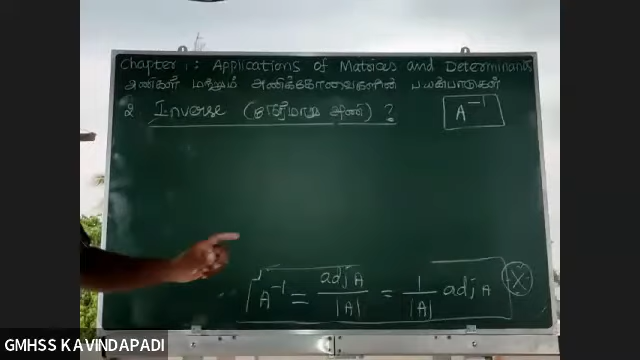 Chapter 1: Applications of Matrices and Determinants
அணிகள் மற்றும் அணிக்கோவைகளின் பயன்பாடுகள்
2 Inverse (நேர்மாறு அணி) ?
A⁻¹
A⁻¹ = adj A / |A| = 1 / |A| adj A
X
GMHSS KAVINDAPADI